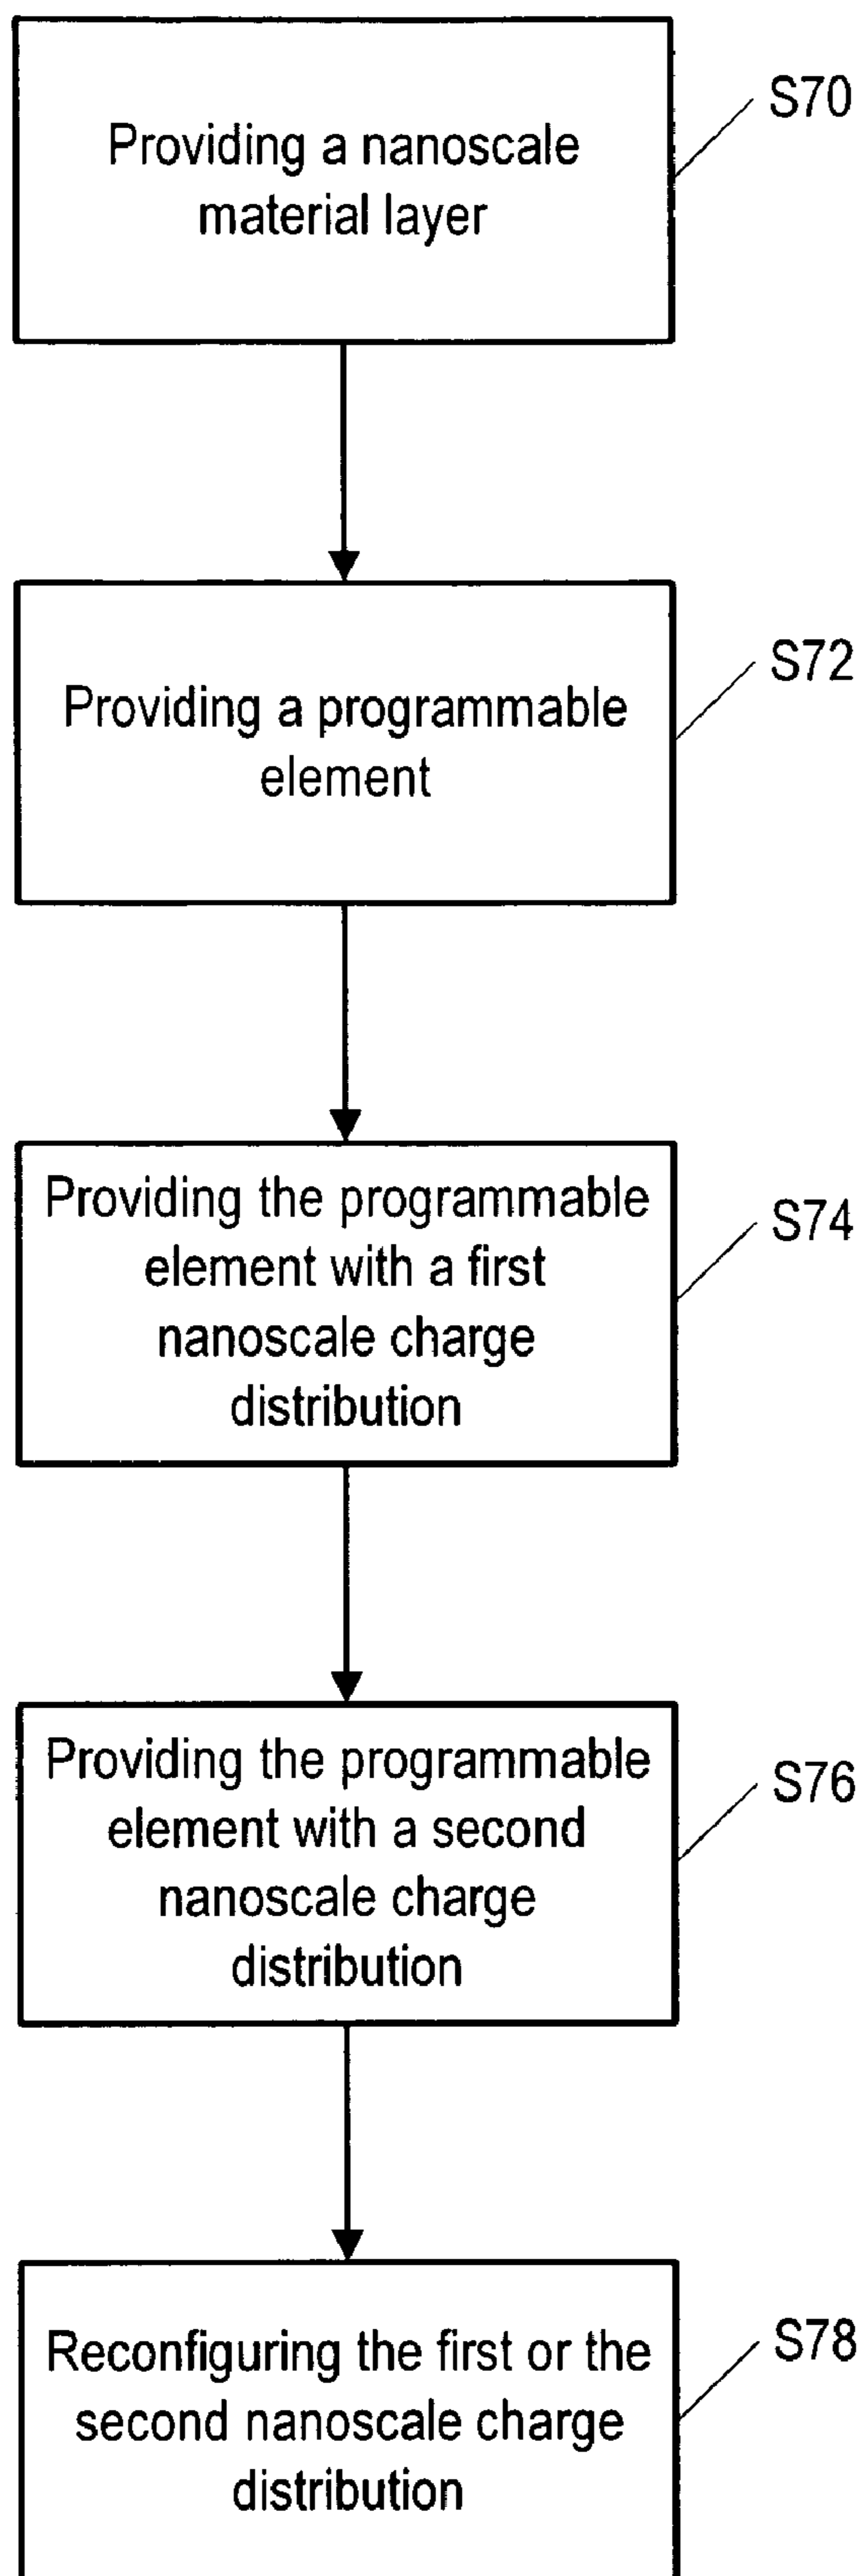 Providing a nanoscale
material layer
S70
Providing a programmable
element
S72
Providing the programmable
element with a first
nanoscale charge
distribution
S74
Providing the programmable
element with a second
nanoscale charge
distribution
S76
Reconfiguring the first or the
second nanoscale charge
distribution
S78